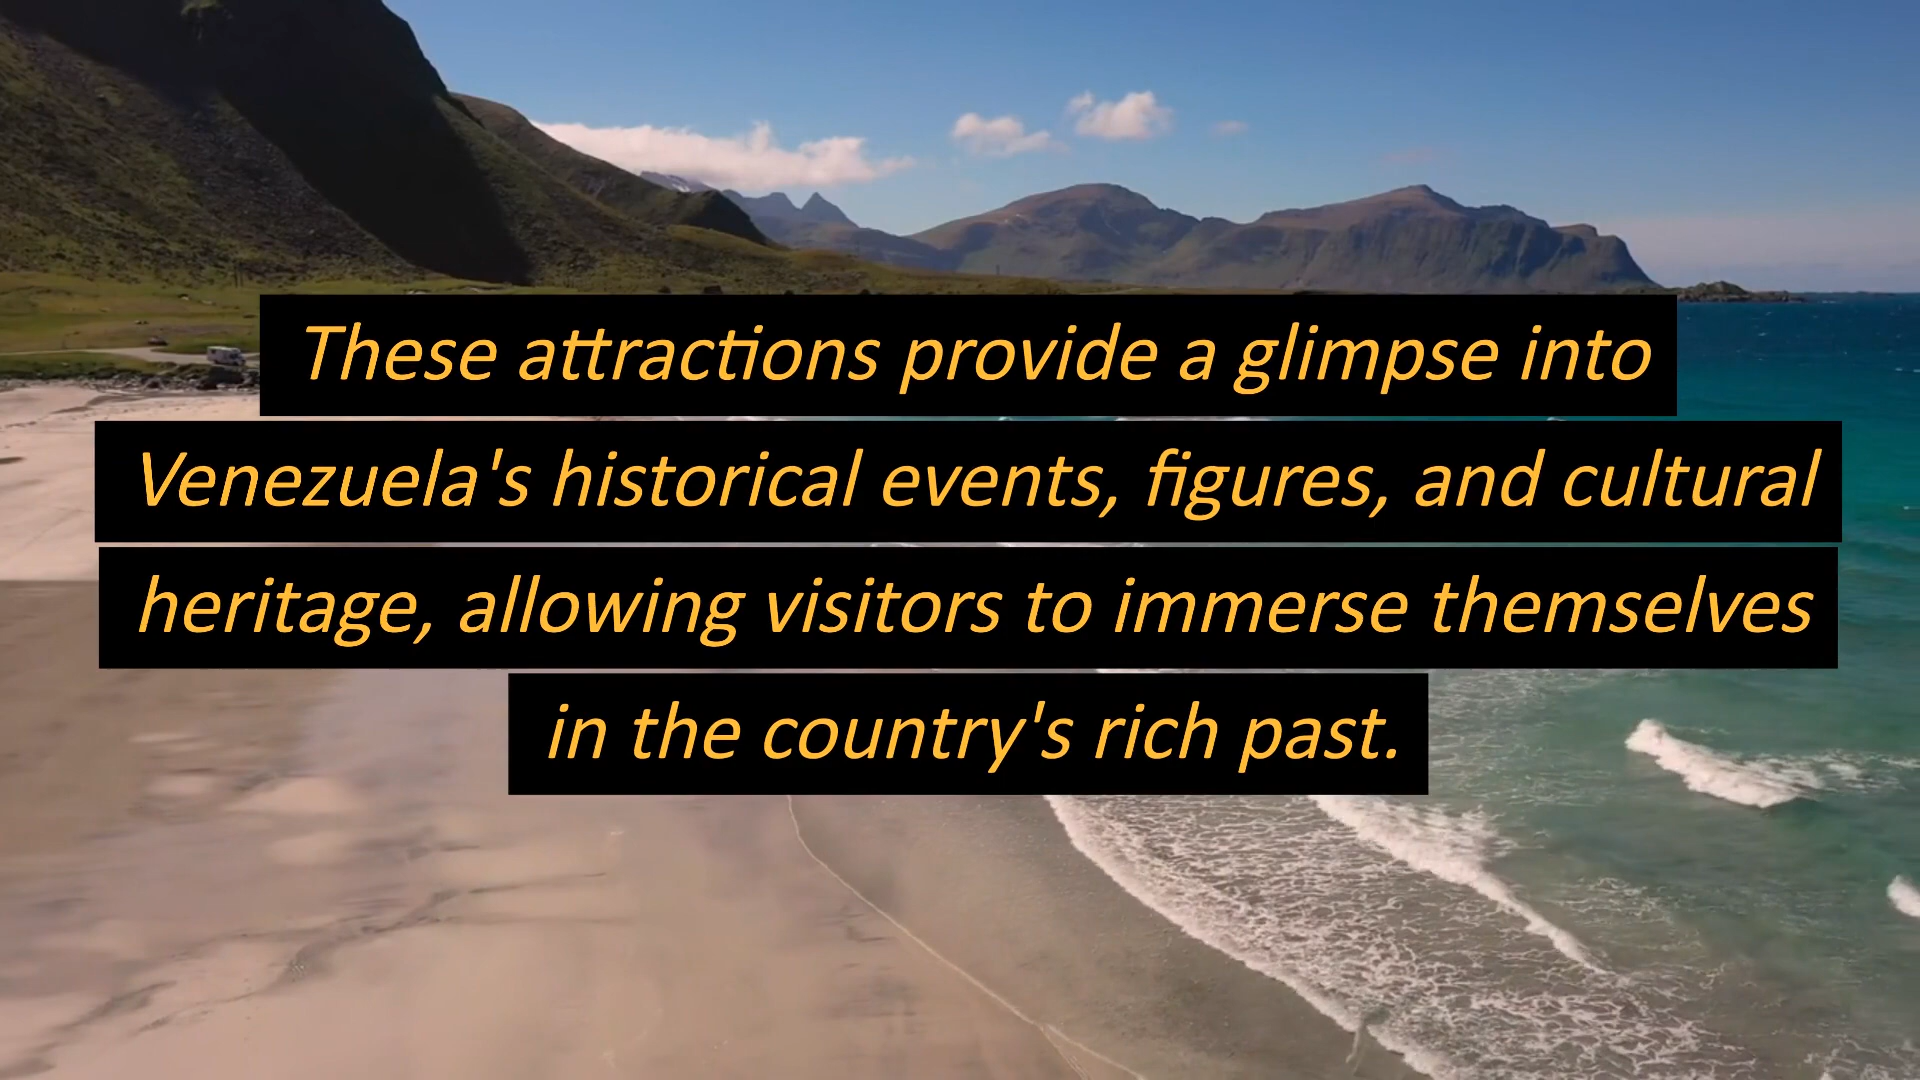 These attractions provide a glimpse into
Venezuela's historical events, figures, and cultural
heritage, allowing visitors to immerse themselves
in the country's rich past.